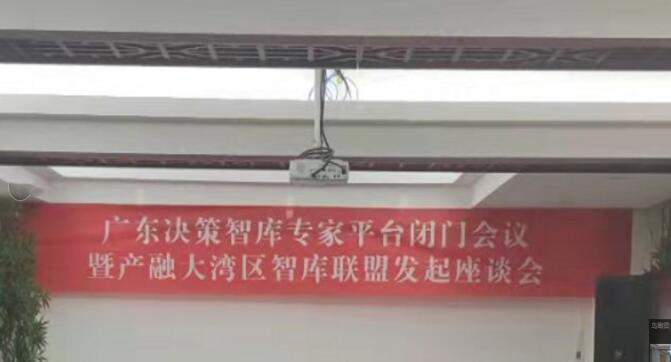 广东决策智库专家平台闭门会议
暨产融大湾区智库联盟发起座谈会